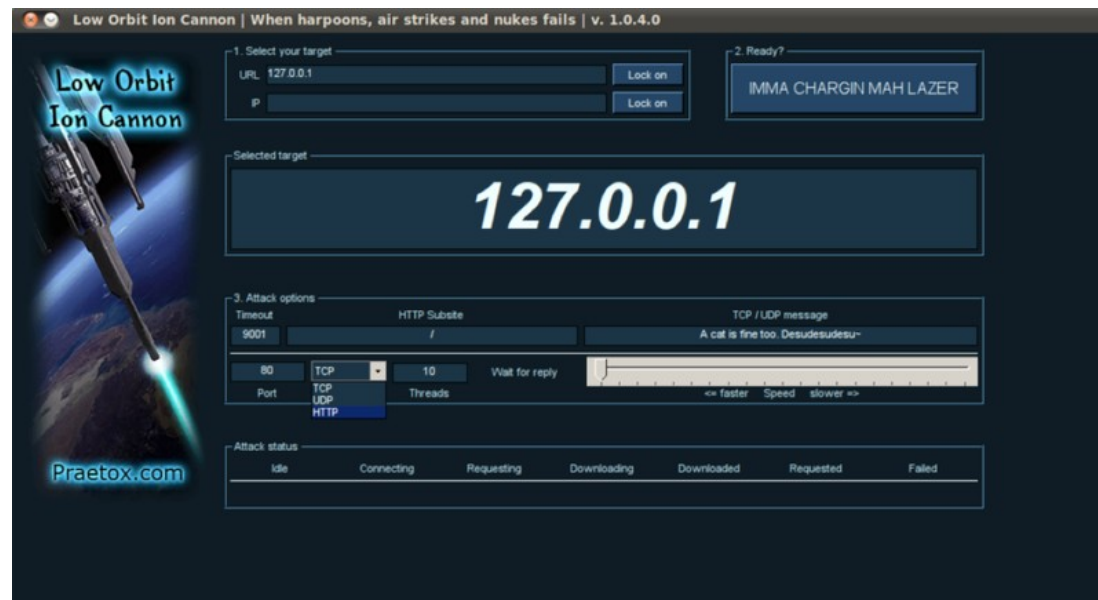 Low Orbit Ion Cannon | When harpoons, air strikes and nukes fails | v. 1.0.4.0
Low Orbit
Ion Cannon
Praetox.com
1. Select your target
URL 127.0.0.1 Lock on
IP Lock on
2. Ready?
IMMA CHARGIN MAH LAZER
Selected target
127.0.0.1
3. Attack options
Timeout HTTP Subsite TCP / UDP message
9001 / A cat is fine too. Desudesudesu~
80 TCP 10 Wait for reply
Port TCP Threads <= faster Speed slower =>
UDP
HTTP
Attack status
Idle Connecting Requesting Downloading Downloaded Requested Failed